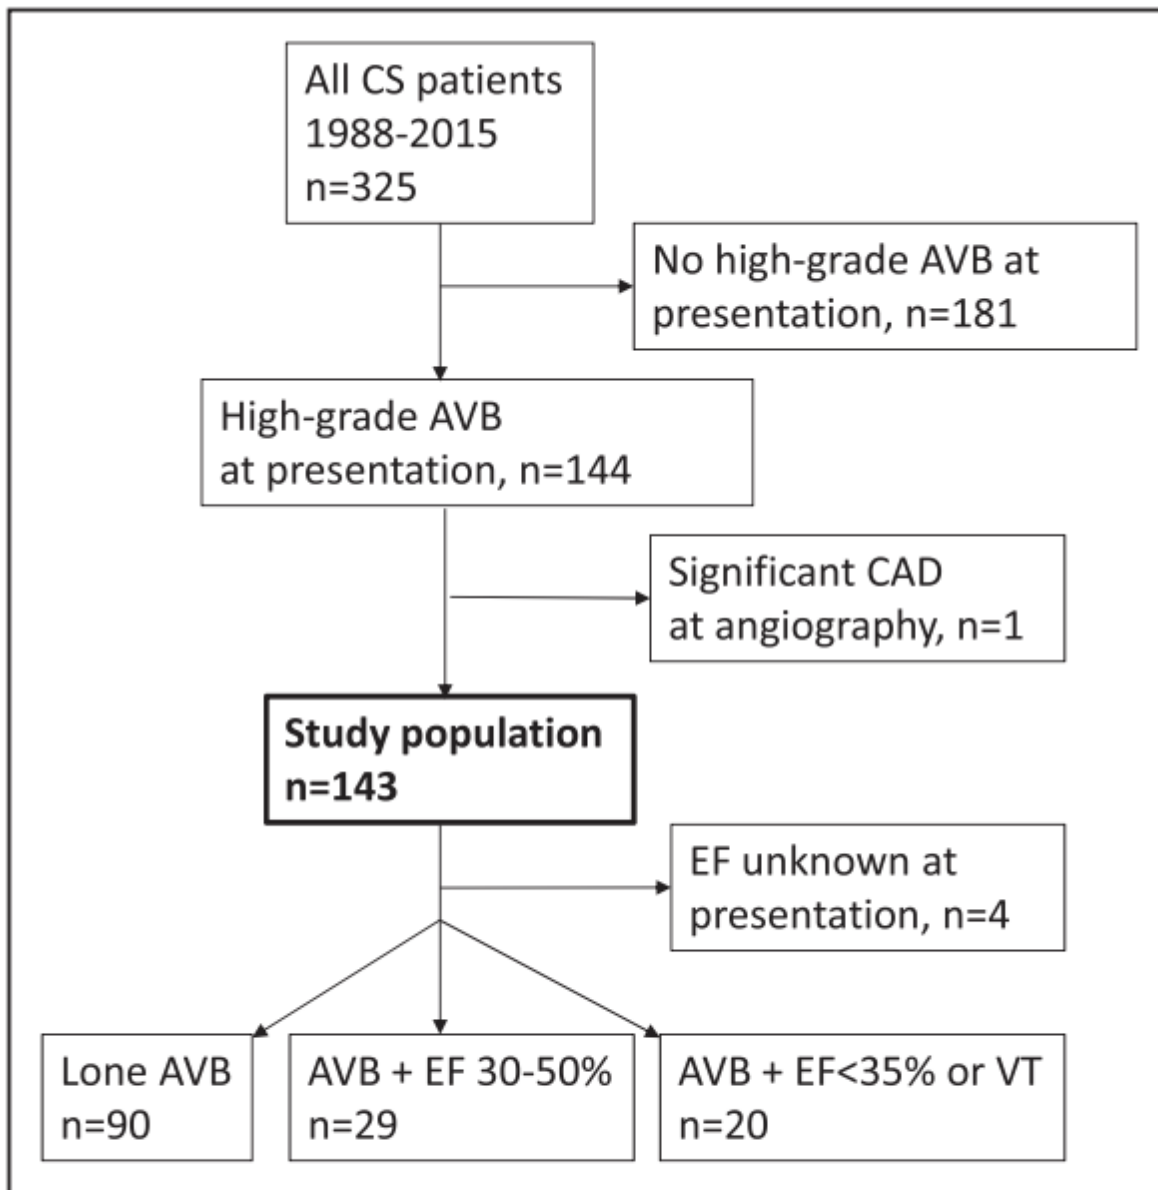 All CS patients
1988-2015
n=325
No high-grade AVB at
presentation, n=181
High-grade AVB
at presentation, n=144
Significant CAD
at angiography, n=1
Study population
n=143
EF unknown at
presentation, n=4
Lone AVB
n=90
AVB + EF 30-50%
n=29
AVB + EF<35% or VT
n=20